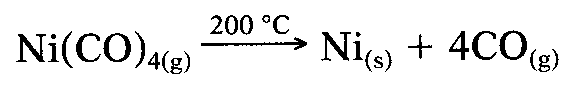 Ni(CO)₄₍g₎ —200 °C→ Ni₍s₎ + 4CO₍g₎